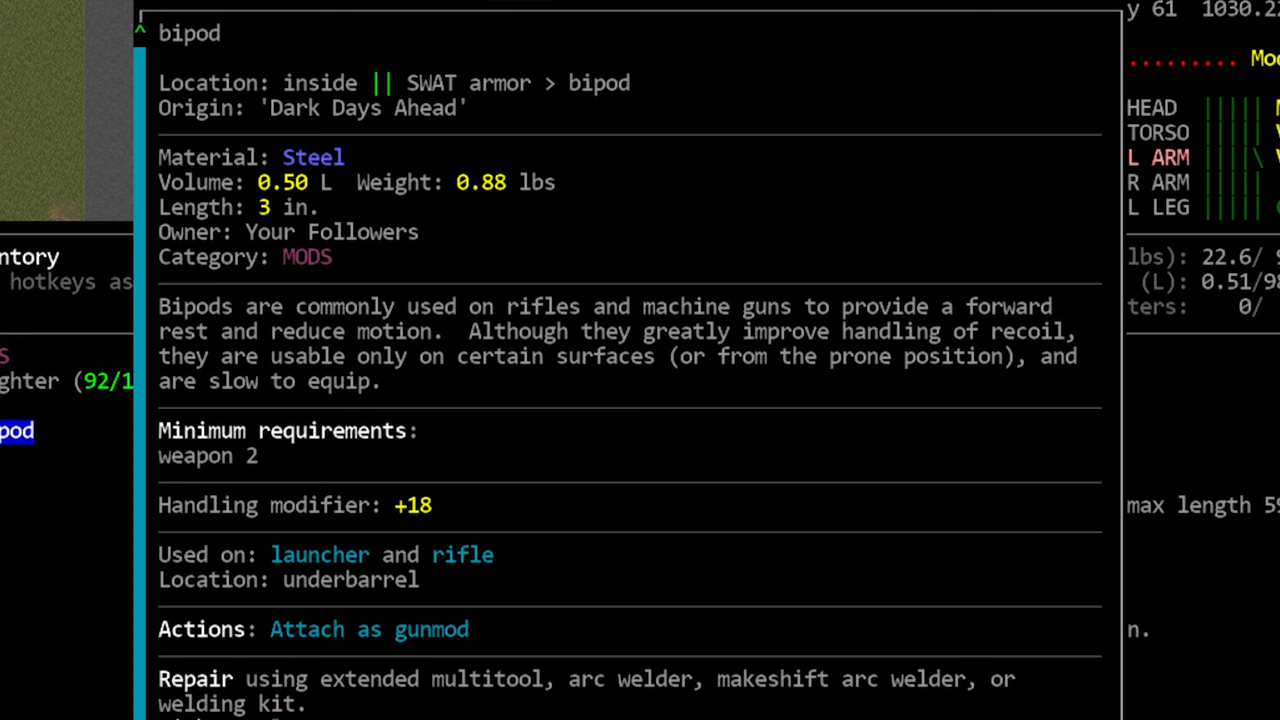 ^ bipod
Location: inside || SWAT armor > bipod
Origin: 'Dark Days Ahead'
Material: Steel
Volume: 0.50 L Weight: 0.88 lbs
Length: 3 in.
Owner: Your Followers
Category: MODS
Bipods are commonly used on rifles and machine guns to provide a forward
rest and reduce motion. Although they greatly improve handling of recoil,
they are usable only on certain surfaces (or from the prone position), and
are slow to equip.
Minimum requirements:
weapon 2
Handling modifier: +18
Used on: launcher and rifle
Location: underbarrel
Actions: Attach as gunmod
Repair using extended multitool, arc welder, makeshift arc welder, or
welding kit.
ntory
hotkeys as
S
ghter (92/1
pod
y 61 1030.22
......... Mod
HEAD |||||
TORSO |||||
L ARM ||||\
R ARM |||||
L LEG |||||
lbs): 22.6/
(L): 0.51/98
ters: 0/
max length 59
n.